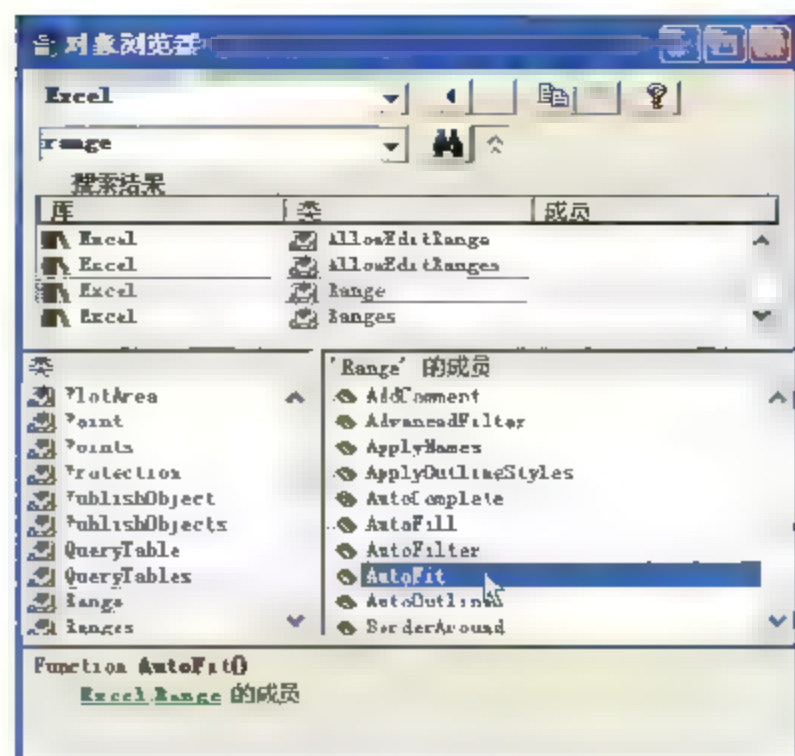 对象浏览器
Excel
range
搜索结果
库 类 成员
Excel AllowEditRange
Excel AllowEditRanges
Excel Range
Excel Ranges
类
PlotArea
Point
Points
Protection
PublishObject
PublishObjects
QueryTable
QueryTables
Range
Ranges
'Range' 的成员
AddComment
AdvancedFilter
ApplyNames
ApplyOutlineStyles
AutoComplete
AutoFill
AutoFilter
AutoFit
AutoOutline
BorderAround
Function AutoFit()
Excel.Range 的成员